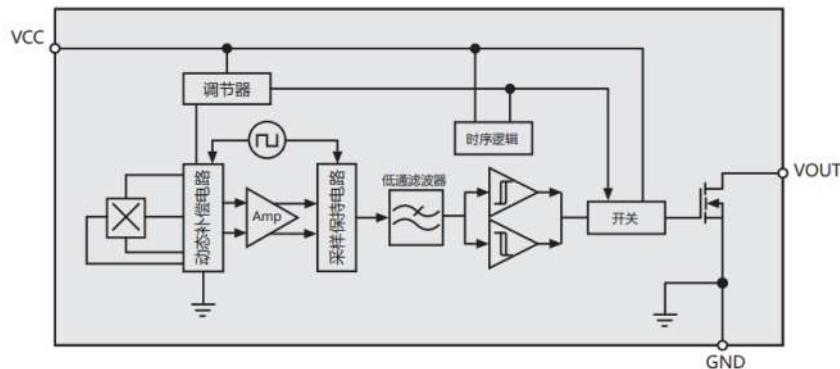 VCC
调节器
时序逻辑
VOUT
动态补偿电路
Amp
采样保持电路
低通滤波器
开关
GND